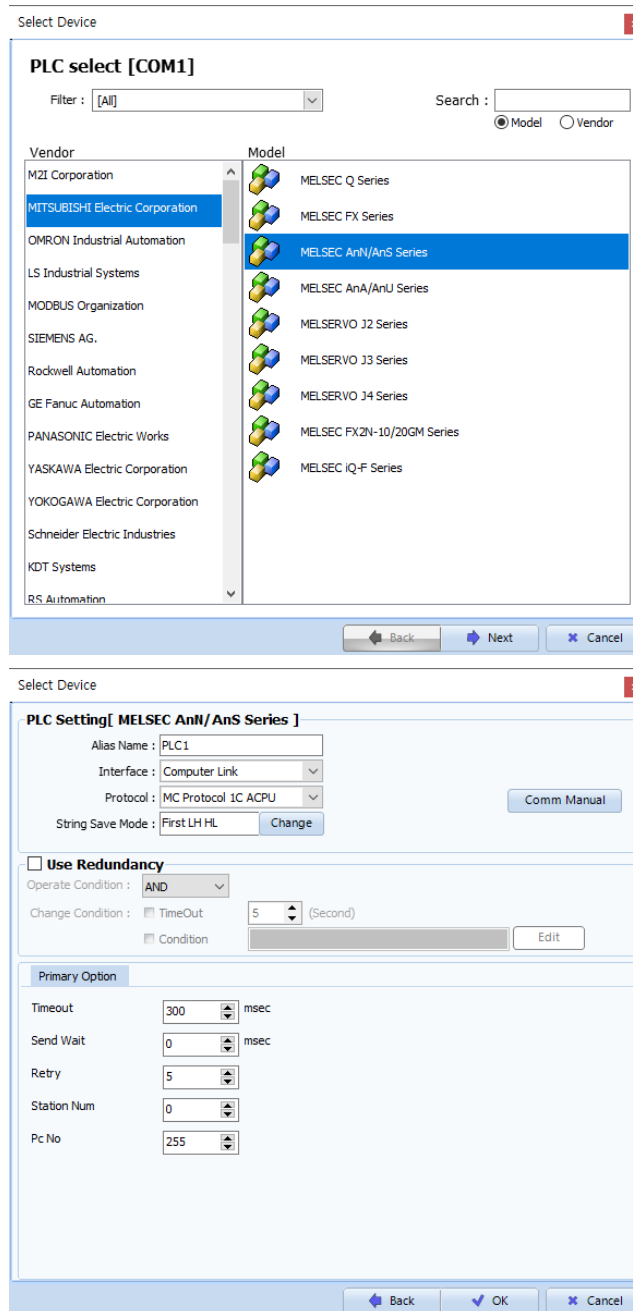 Select Device
PLC select [COM1]
Filter : [All]
Search :
Model Vendor
Vendor
M2I Corporation
MITSUBISHI Electric Corporation
OMRON Industrial Automation
LS Industrial Systems
MODBUS Organization
SIEMENS AG.
Rockwell Automation
GE Fanuc Automation
PANASONIC Electric Works
YASKAWA Electric Corporation
YOKOGAWA Electric Corporation
Schneider Electric Industries
KDT Systems
RS Automation
Model
MELSEC Q Series
MELSEC FX Series
MELSEC AnN/AnS Series
MELSEC AnA/AnU Series
MELSERVO J2 Series
MELSERVO J3 Series
MELSERVO J4 Series
MELSEC FX2N-10/20GM Series
MELSEC iQ-F Series
Back Next Cancel
Select Device
PLC Setting[ MELSEC AnN/AnS Series ]
Alias Name : PLC1
Interface : Computer Link
Protocol : MC Protocol 1C ACPU
Comm Manual
String Save Mode : First LH HL Change
Use Redundancy
Operate Condition : AND
Change Condition : TimeOut 5 (Second)
Condition Edit
Primary Option
Timeout 300 msec
Send Wait 0 msec
Retry 5
Station Num 0
Pc No 255
Back OK Cancel